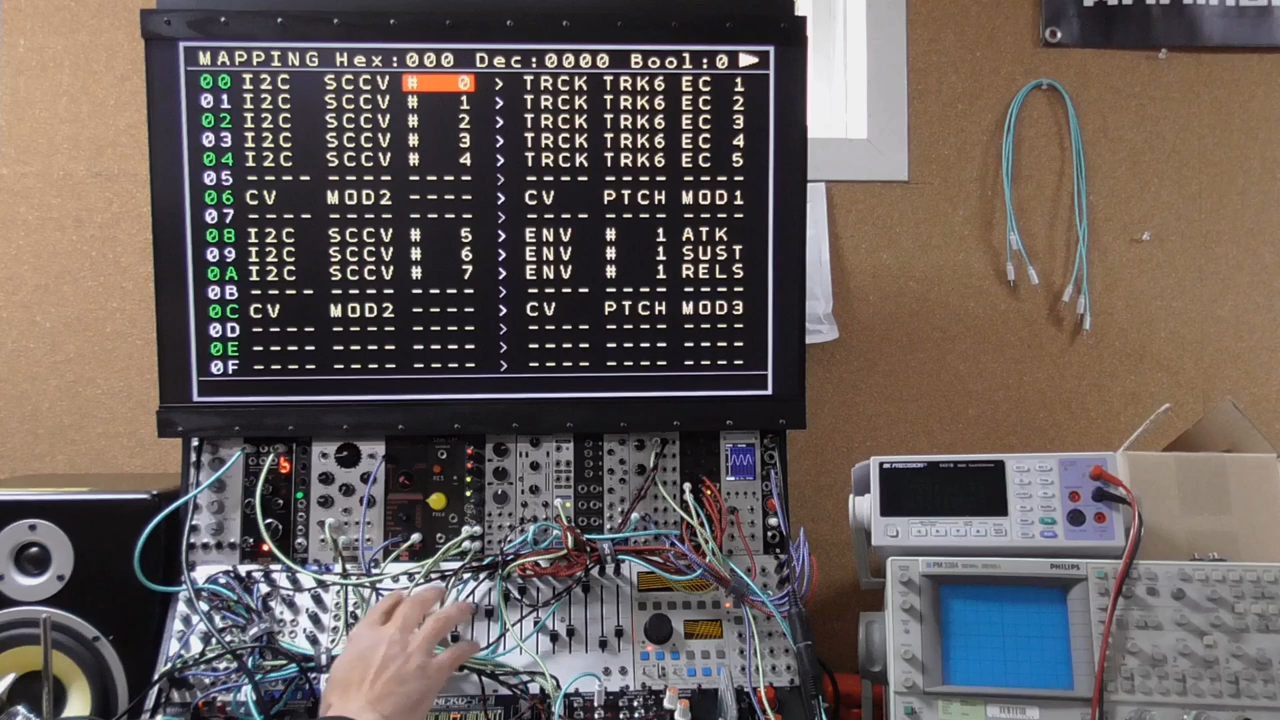 MAPPING Hex:000 Dec:0000 Bool:0
00 I2C SCCV # 0 > TRCK TRK6 EC 1
01 I2C SCCV # 1 > TRCK TRK6 EC 2
02 I2C SCCV # 2 > TRCK TRK6 EC 3
03 I2C SCCV # 3 > TRCK TRK6 EC 4
04 I2C SCCV # 4 > TRCK TRK6 EC 5
05 ---- ---- ---- > ---- ---- ----
06 CV MOD2 ---- > CV PTCH MOD1
07 ---- ---- ---- > ---- ---- ----
08 I2C SCCV # 5 > ENV # 1 ATK
09 I2C SCCV # 6 > ENV # 1 SUST
0A I2C SCCV # 7 > ENV # 1 RELS
0B ---- ---- ---- > ---- ---- ----
0C CV MOD2 ---- > CV PTCH MOD3
0D ---- ---- ---- > ---- ---- ----
0E ---- ---- ---- > ---- ---- ----
0F ---- ---- ---- > ---- ---- ----
5
BK PRECISION
PHILIPS